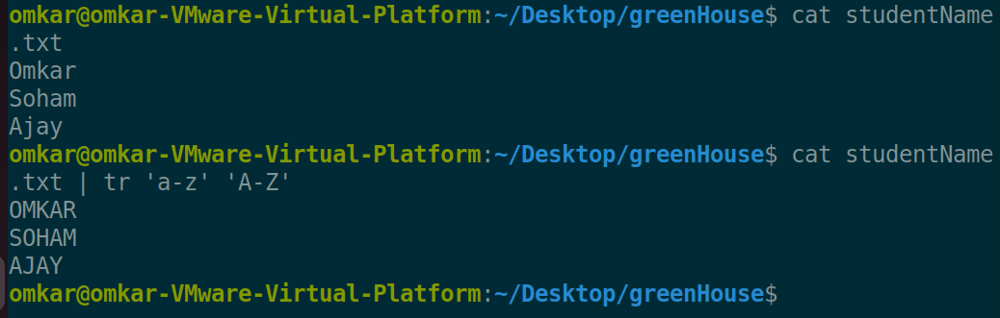 omkar@omkar-VMware-Virtual-Platform:~/Desktop/greenHouse$ cat studentName
.txt
Omkar
Soham
Ajay
omkar@omkar-VMware-Virtual-Platform:~/Desktop/greenHouse$ cat studentName
.txt | tr 'a-z' 'A-Z'
OMKAR
SOHAM
AJAY
omkar@omkar-VMware-Virtual-Platform:~/Desktop/greenHouse$